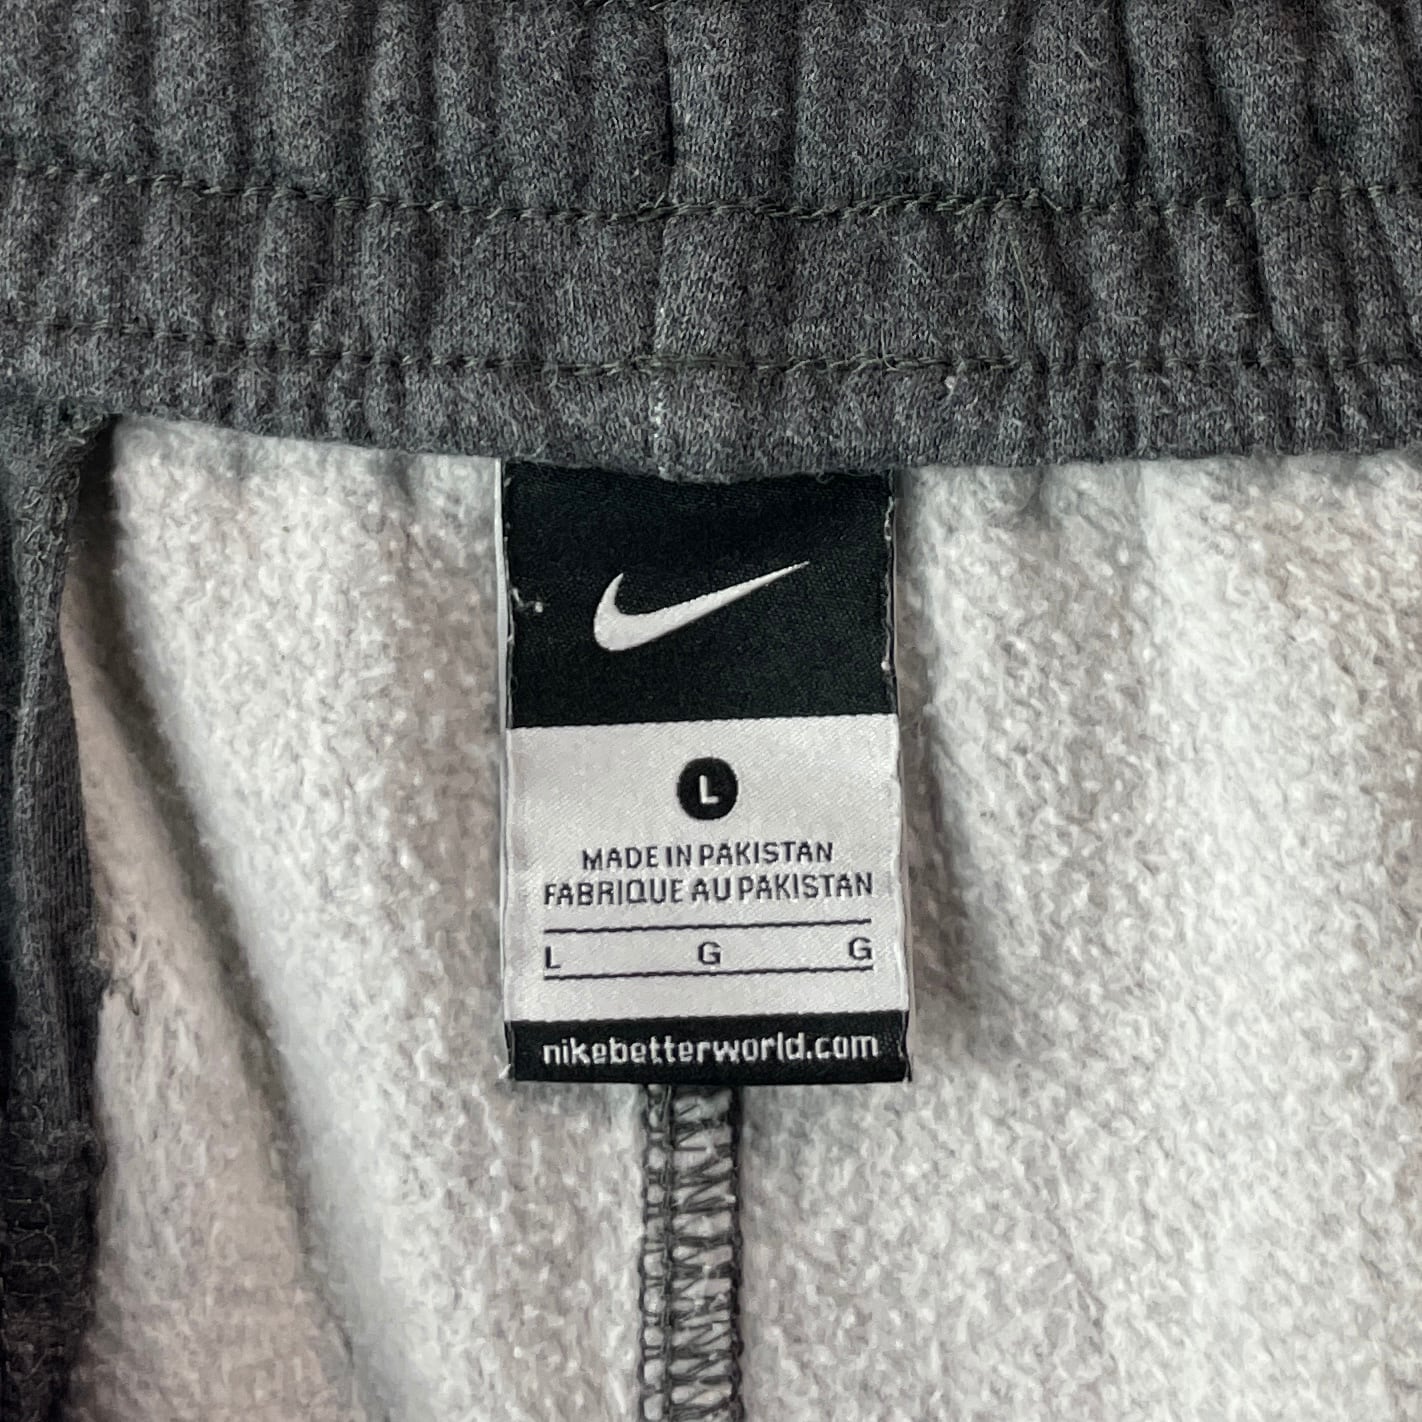 L
MADE IN PAKISTAN
FABRIQUE AU PAKISTAN
L G G
nikebetterworld.com